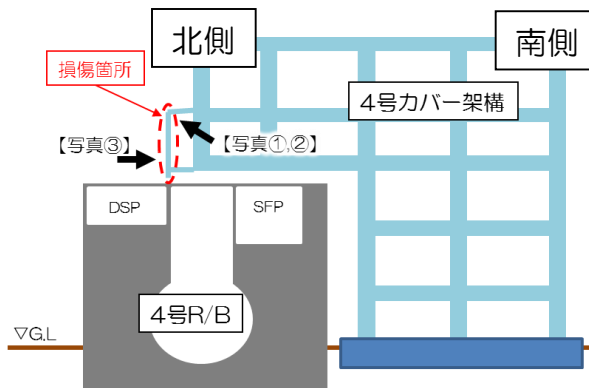 北側
南側
損傷箇所
4号カバー架構
【写真③】
【写真①,②】
DSP
SFP
4号R/B
▽G.L